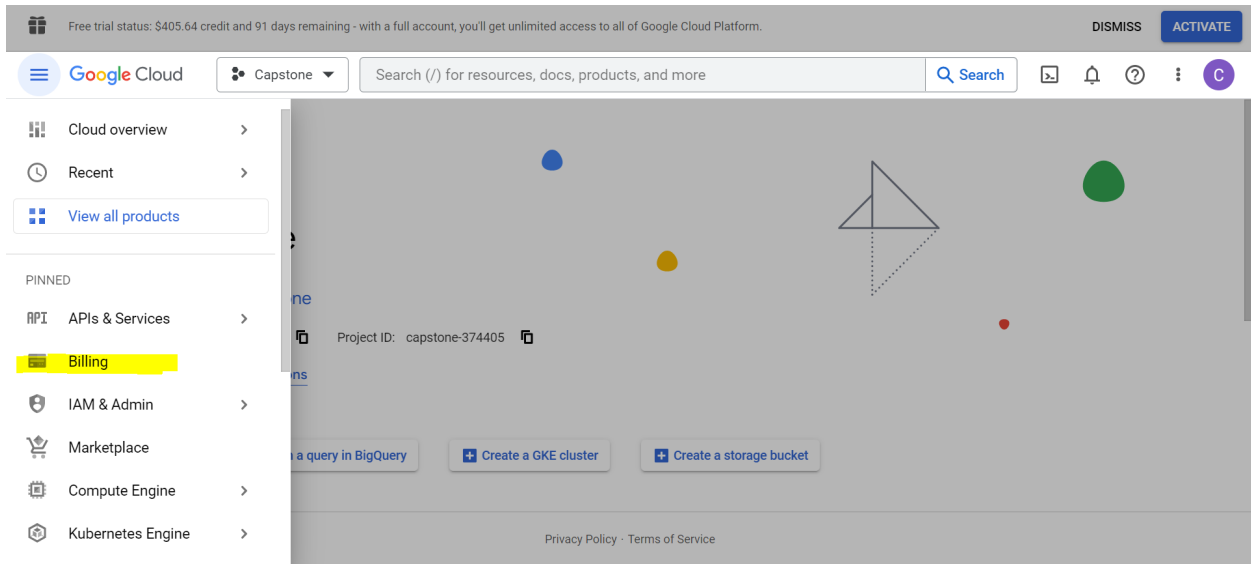 Free trial status: $405.64 credit and 91 days remaining - with a full account, you'll get unlimited access to all of Google Cloud Platform.
DISMISS
ACTIVATE
Google Cloud
Capstone
Search (/) for resources, docs, products, and more
Search
C
Cloud overview
Recent
View all products
PINNED
API APIs & Services
Billing
IAM & Admin
Marketplace
Compute Engine
Kubernetes Engine
e
one
Project ID: capstone-374405
ons
a query in BigQuery
Create a GKE cluster
Create a storage bucket
Privacy Policy · Terms of Service